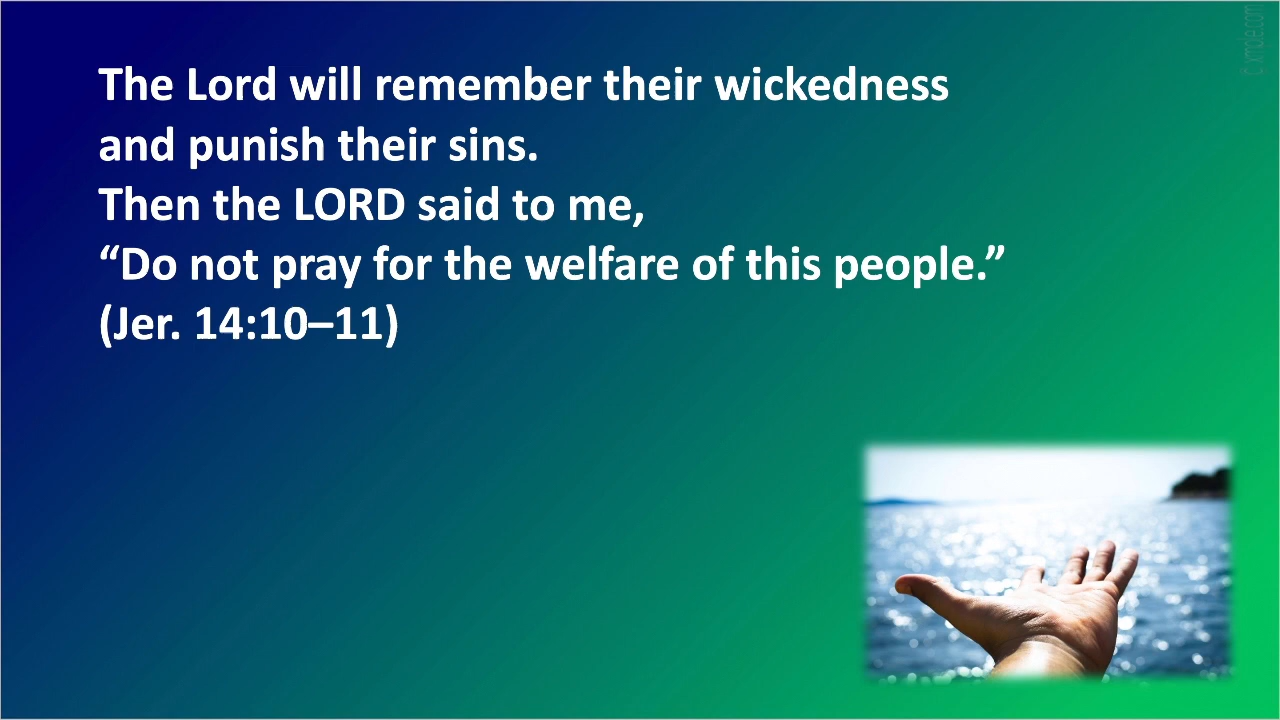 The Lord will remember their wickedness
and punish their sins.
Then the LORD said to me,
“Do not pray for the welfare of this people.”
(Jer. 14:10–11)